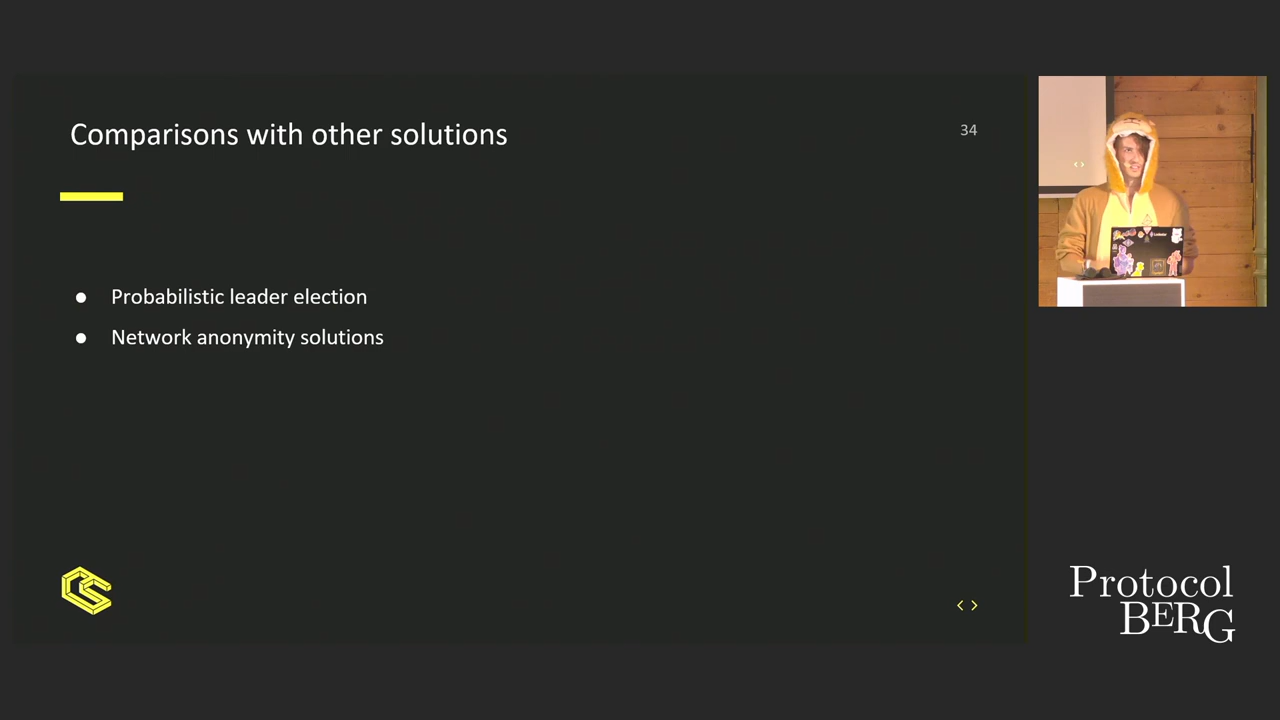 Comparisons with other solutions
34
● Probabilistic leader election
● Network anonymity solutions
< >
Protocol
BERG